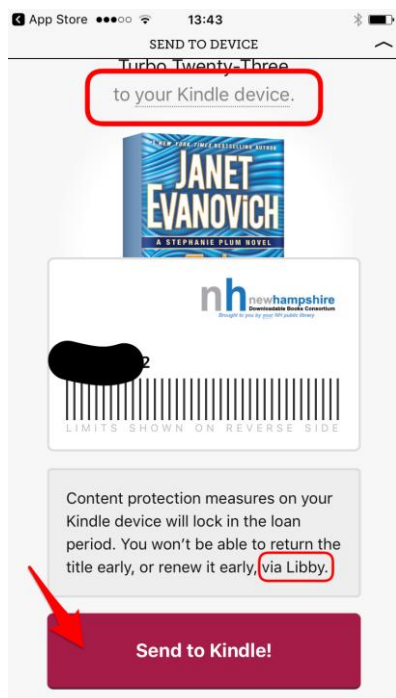 App Store 13:43
SEND TO DEVICE
Turbo Twenty-Three
to your Kindle device.
JANET
EVANOVICH
A STEPHANIE PLUM NOVEL
nh newhampshire
Downloadable Books Consortium
Brought to you by your NH public library
2
LIMITS SHOWN ON REVERSE SIDE
Content protection measures on your
Kindle device will lock in the loan
period. You won’t be able to return the
title early, or renew it early, via Libby.
Send to Kindle!